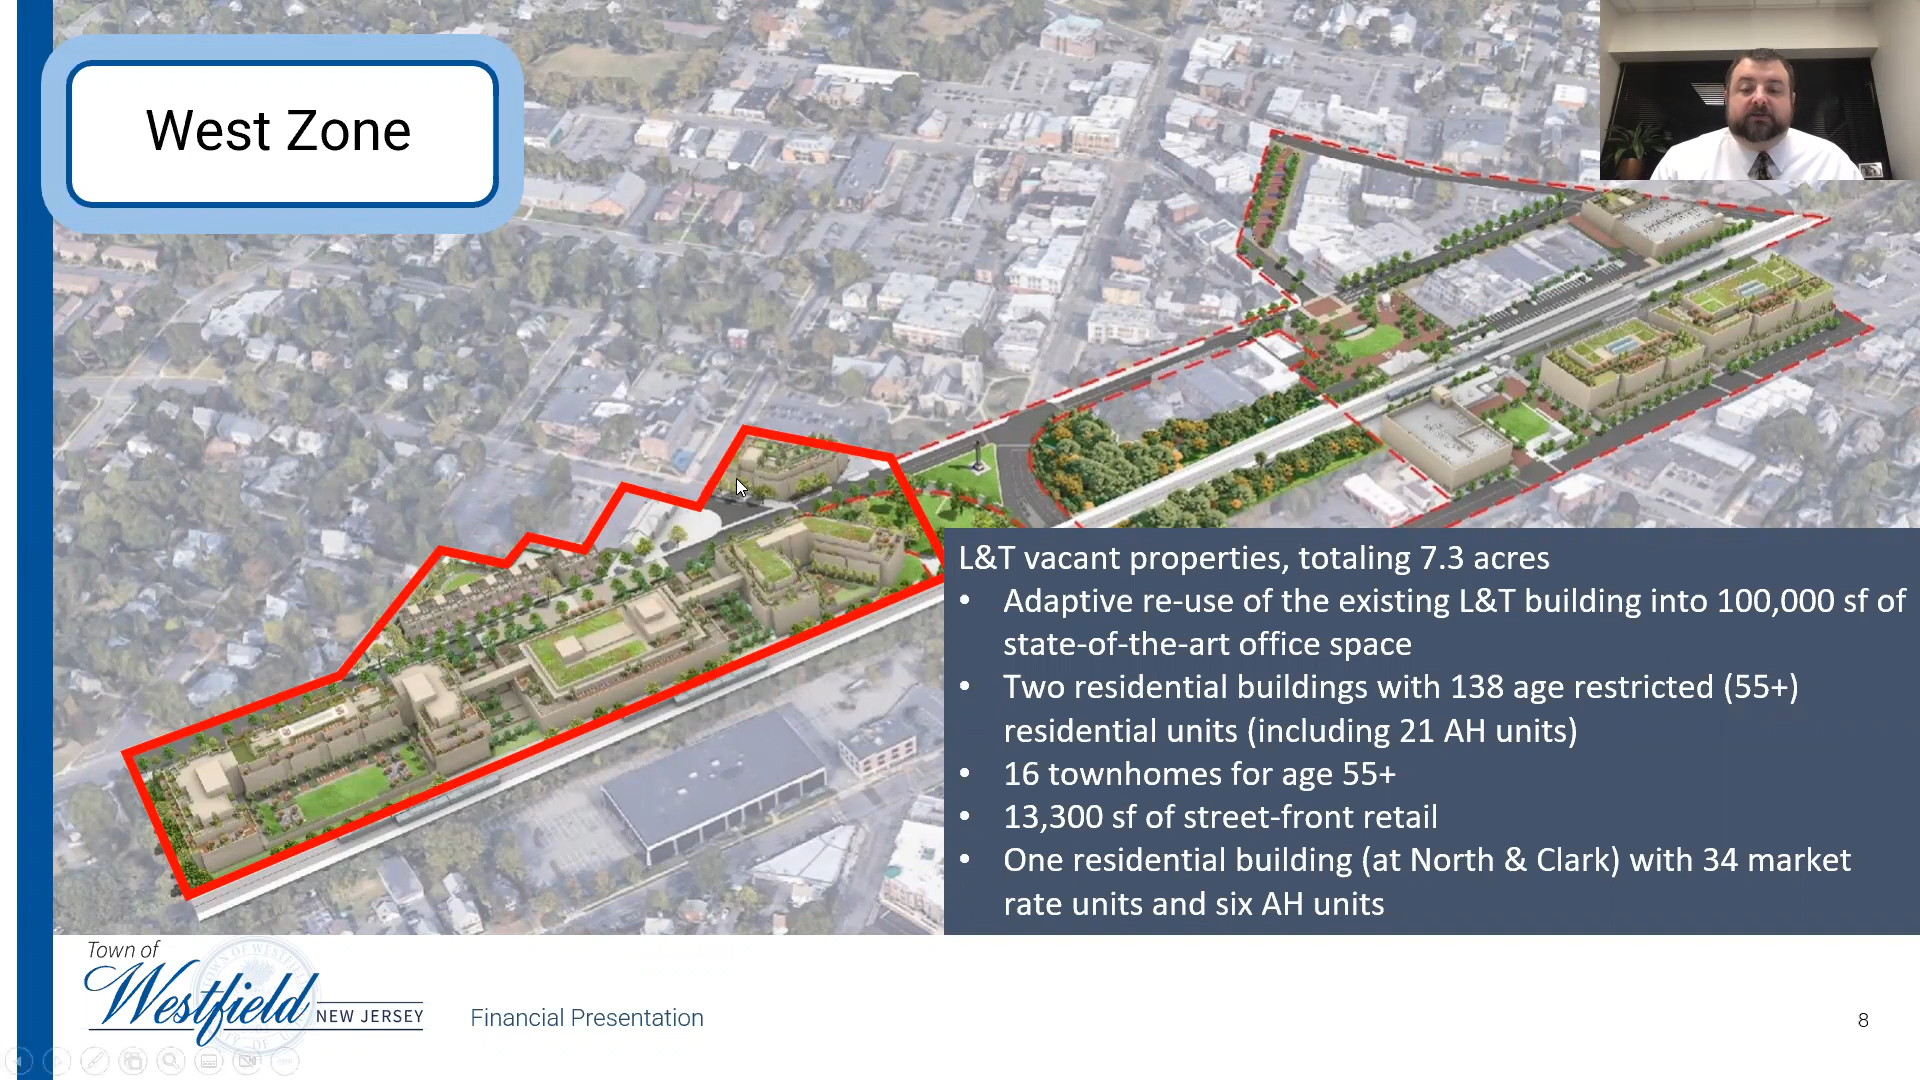 West Zone
L&T vacant properties, totaling 7.3 acres
• Adaptive re-use of the existing L&T building into 100,000 sf of
state-of-the-art office space
• Two residential buildings with 138 age restricted (55+)
residential units (including 21 AH units)
• 16 townhomes for age 55+
• 13,300 sf of street-front retail
• One residential building (at North & Clark) with 34 market
rate units and six AH units
Town of
Westfield
NEW JERSEY
Financial Presentation
8